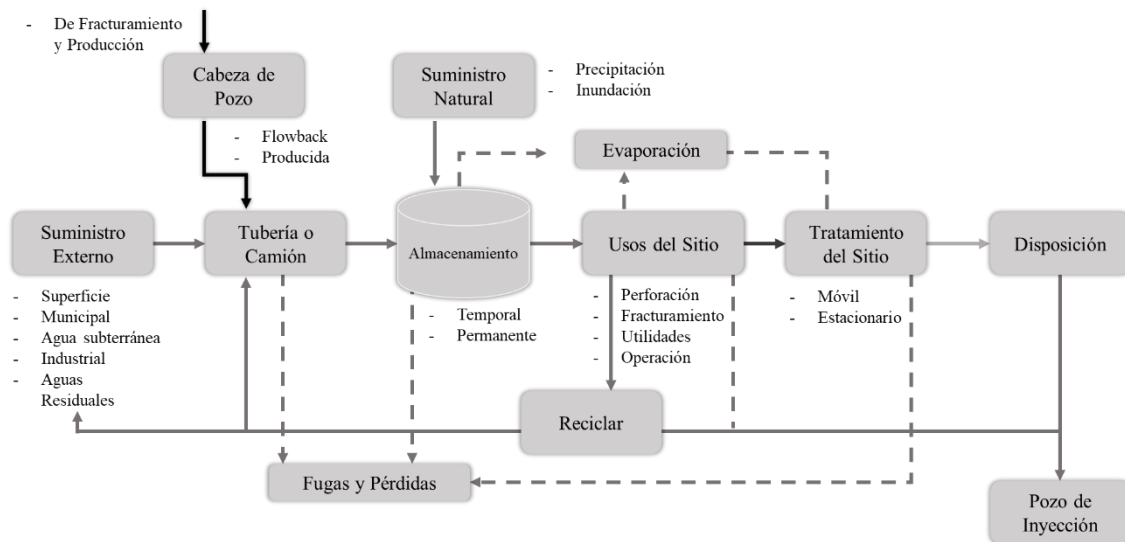 - De Fracturamiento
y Producción
Cabeza de
Pozo
Suministro
Natural
- Precipitación
- Inundación
- Flowback
- Producida
Evaporación
Suministro
Externo
Tubería o
Camión
Almacenamiento
Usos del Sitio
Tratamiento
del Sitio
Disposición
- Superficie
- Municipal
- Agua subterránea
- Industrial
- Aguas
Residuales
- Temporal
- Permanente
- Perforación
- Fracturamiento
- Utilidades
- Operación
- Móvil
- Estacionario
Reciclar
Fugas y Pérdidas
Pozo de
Inyección